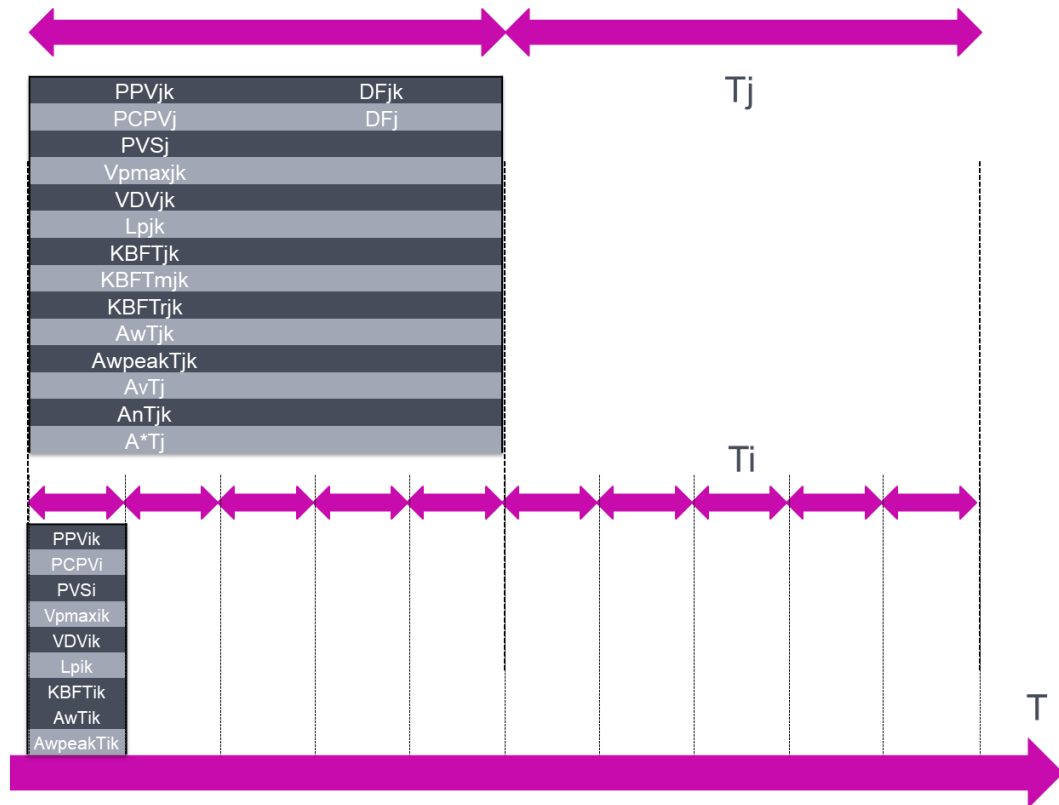 PPVjk DFjk
Tj
PCPVj DFj
PVSj
Vpmaxjk
VDVjk
Lpjk
KBFTjk
KBFTmjk
KBFTrjk
AwTjk
AwpeakTjk
AvTj
AnTjk
A*Tj
Ti
PPVik
PCPVi
PVSi
Vpmaxik
VDVik
Lpik
KBFTik
AwTik
AwpeakTik
T